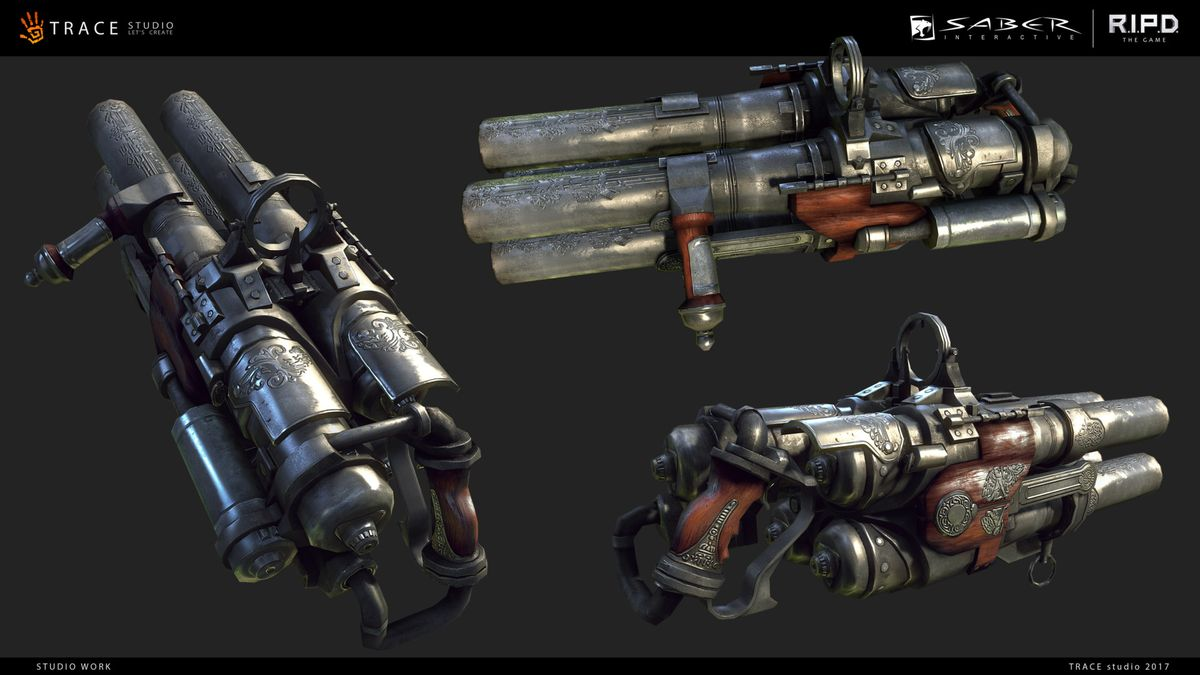 TRACE STUDIO
LET'S CREATE
SABER
INTERACTIVE
R.I.P.D.
THE GAME
STUDIO WORK
TRACE studio 2017